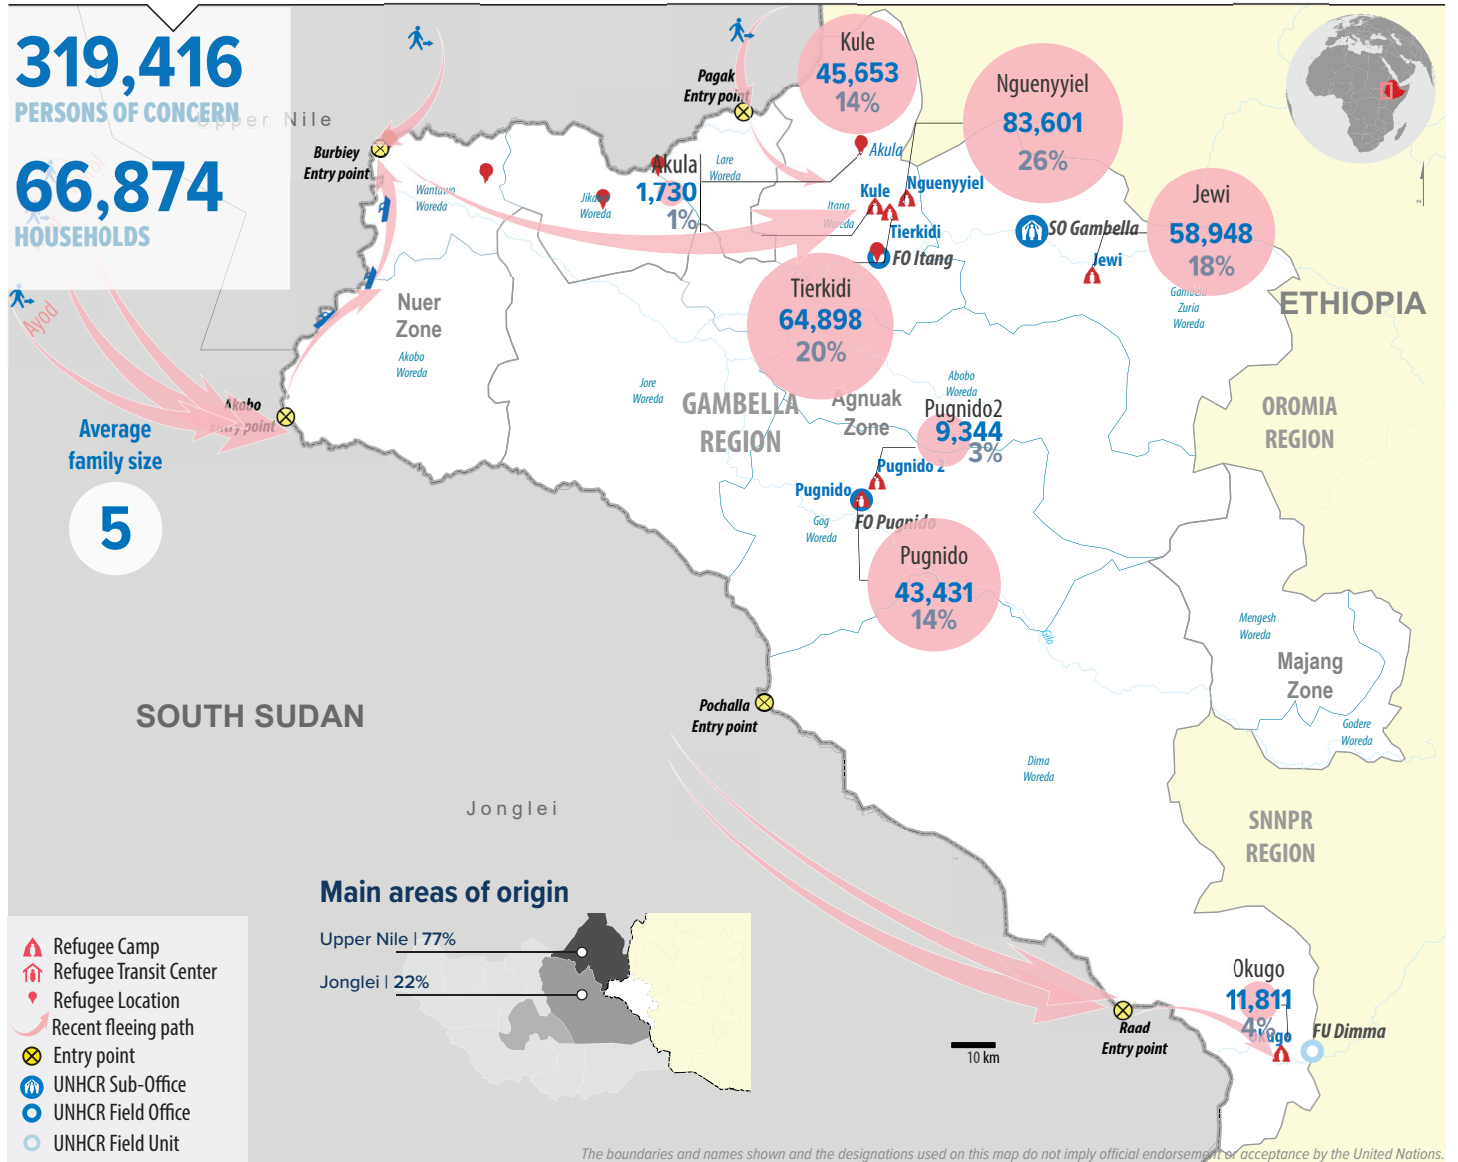 319,416
PERSONS OF CONCERN
Upper Nile
66,874
HOUSEHOLDS
Ayod
Average
family size
5
Burbiey
Entry point
Pagak
Entry point
Akobo
entry point
Pochalla
Entry point
Raad
Entry point
Kule
45,653
14%
Nguenyyiel
83,601
26%
Jewi
58,948
18%
Akula
1,730
1%
Tierkidi
64,898
20%
Pugnido2
9,344
3%
Pugnido
43,431
14%
Okugo
11,811
4%
Okugo
FU Dimma
Akula
Kule
Nguenyyiel
Tierkidi
FO Itang
SO Gambella
Jewi
Pugnido 2
Pugnido
FO Pugnido
Wantawo
Woreda
Jikawo
Woreda
Lare
Woreda
Itang
Woreda
Gambela
Zuria
Woreda
Nuer
Zone
Akobo
Woreda
Jore
Woreda
GAMBELLA
REGION
Agnuak
Zone
Abobo
Woreda
Gog
Woreda
Gilo
Dima
Woreda
Mengesh
Woreda
Majang
Zone
Godere
Woreda
ETHIOPIA
OROMIA
REGION
SNNPR
REGION
SOUTH SUDAN
Jonglei
Main areas of origin
Upper Nile | 77%
Jonglei | 22%
10 km
Refugee Camp
Refugee Transit Center
Refugee Location
Recent fleeing path
Entry point
UNHCR Sub-Office
UNHCR Field Office
UNHCR Field Unit
The boundaries and names shown and the designations used on this map do not imply official endorsement or acceptance by the United Nations.